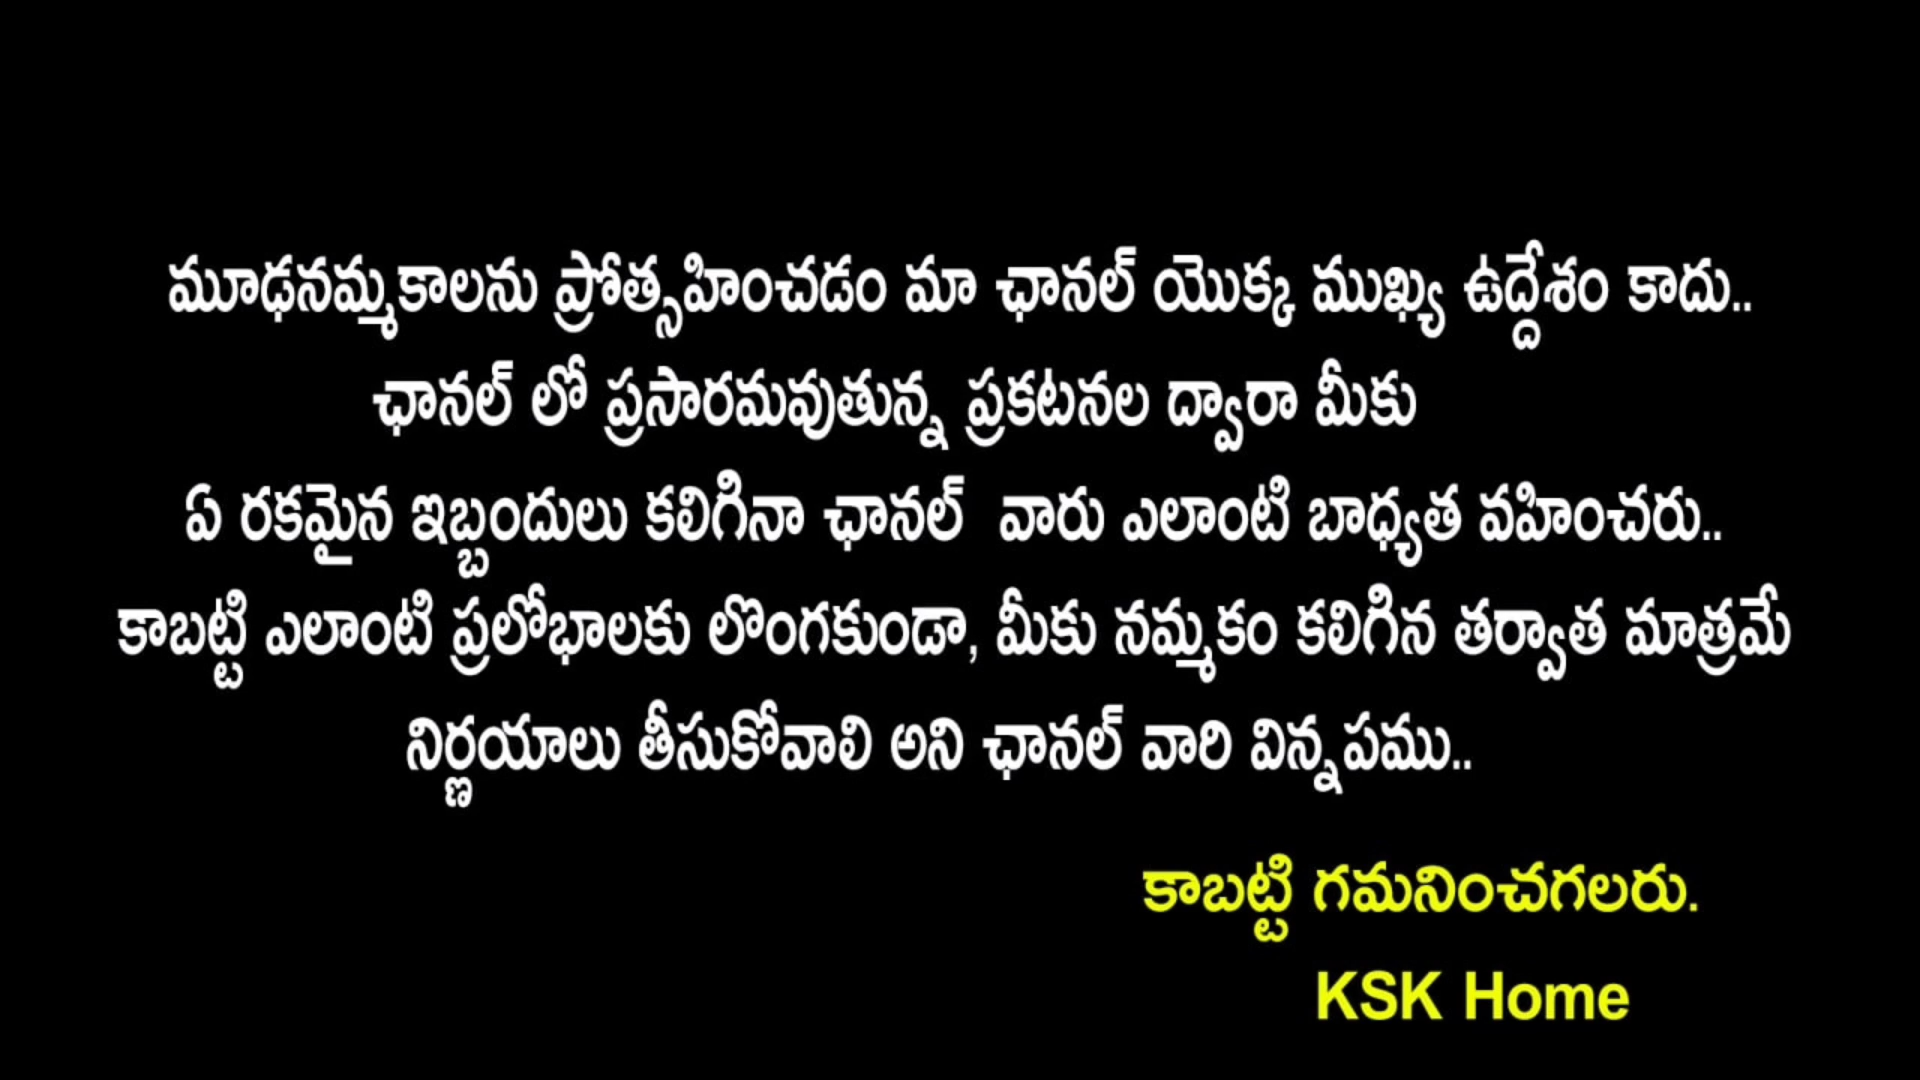 మూఢనమ్మకాలను ప్రోత్సహించడం మా ఛానల్ యొక్క ముఖ్య ఉద్దేశం కాదు..
ఛానల్ లో ప్రసారమవుతున్న ప్రకటనల ద్వారా మీకు
ఏ రకమైన ఇబ్బందులు కలిగినా ఛానల్ వారు ఎలాంటి బాధ్యత వహించరు..
కాబట్టి ఎలాంటి ప్రలోభాలకు లొంగకుండా, మీకు నమ్మకం కలిగిన తర్వాత మాత్రమే
నిర్ణయాలు తీసుకోవాలి అని ఛానల్ వారి విన్నపము..
కాబట్టి గమనించగలరు.
KSK Home